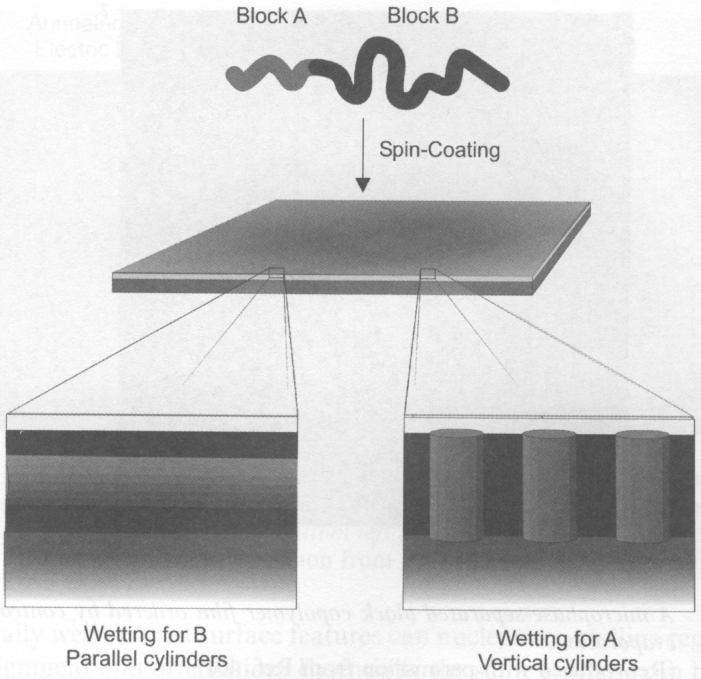 Block A
Block B
Spin-Coating
Wetting for B
Parallel cylinders
Wetting for A
Vertical cylinders